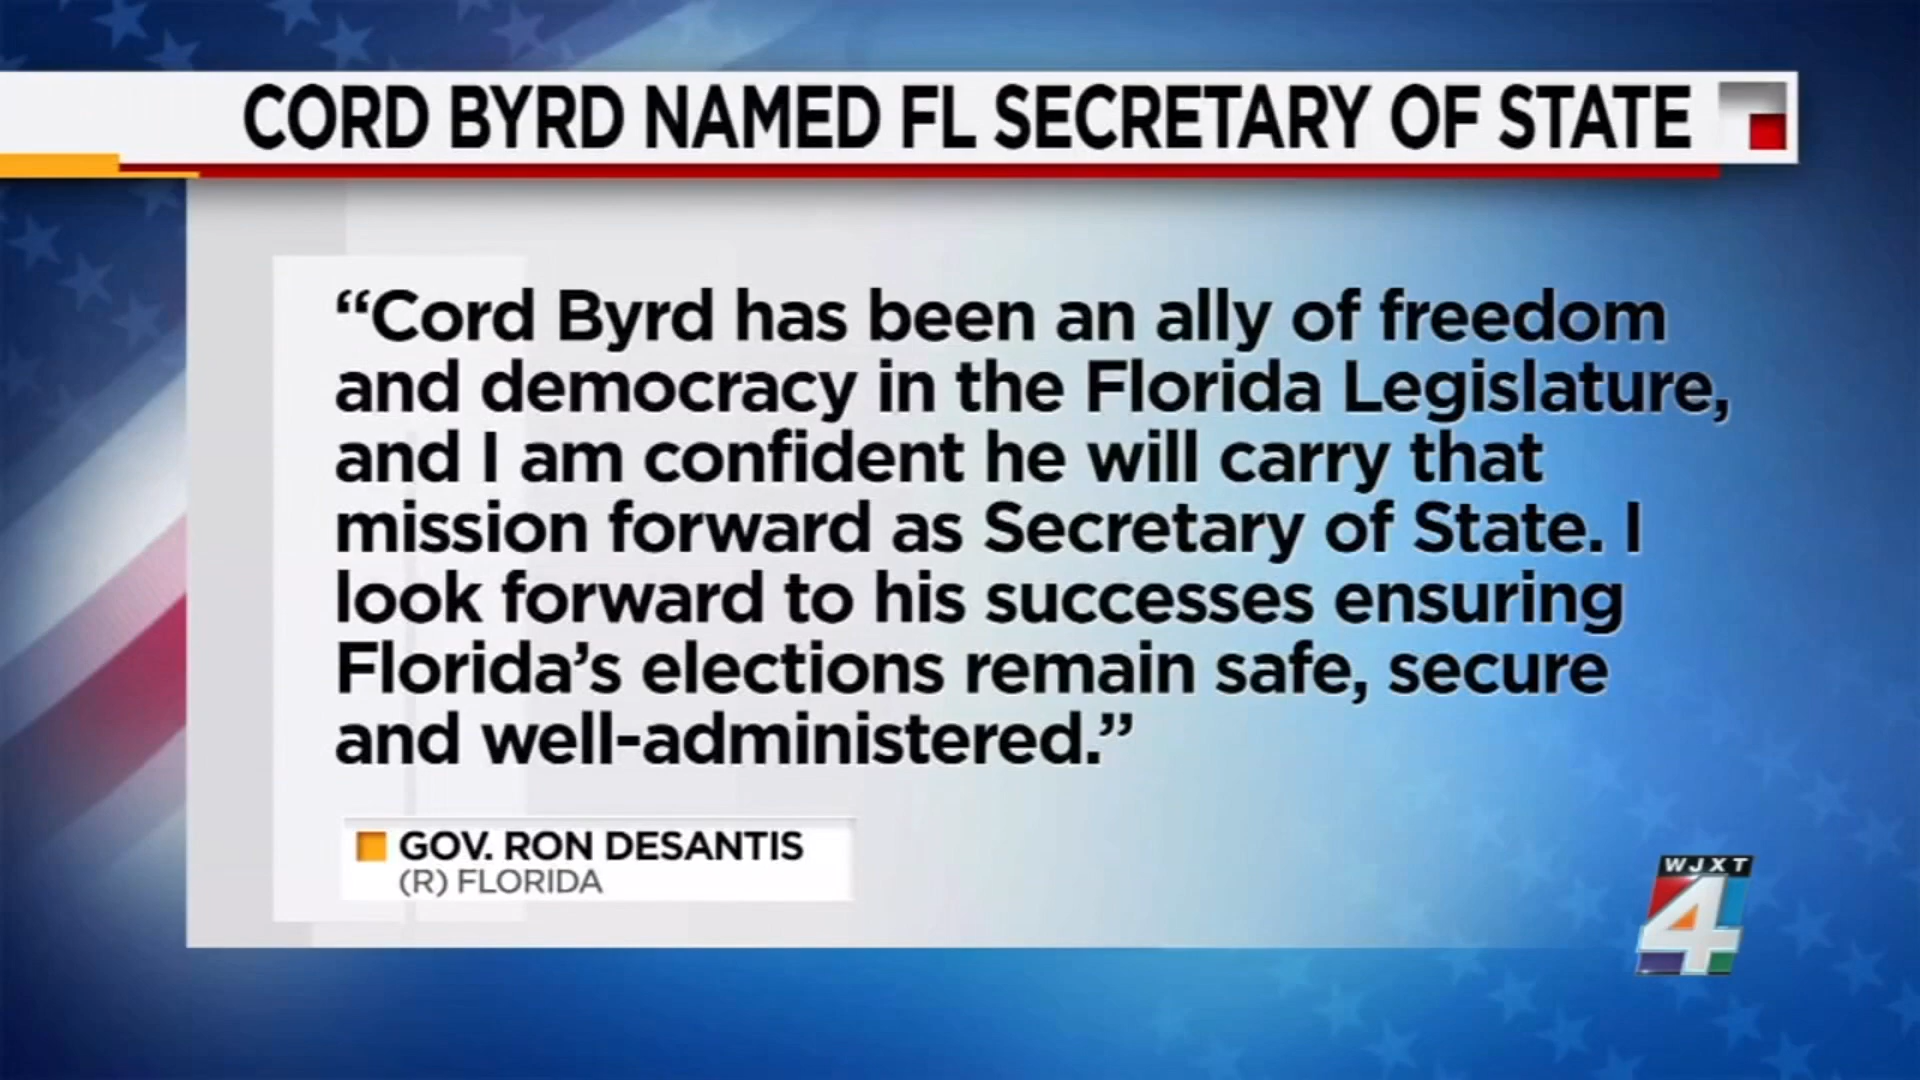 CORD BYRD NAMED FL SECRETARY OF STATE
“Cord Byrd has been an ally of freedom
and democracy in the Florida Legislature,
and I am confident he will carry that
mission forward as Secretary of State. I
look forward to his successes ensuring
Florida’s elections remain safe, secure
and well-administered.”
GOV. RON DESANTIS
(R) FLORIDA
WJXT
4